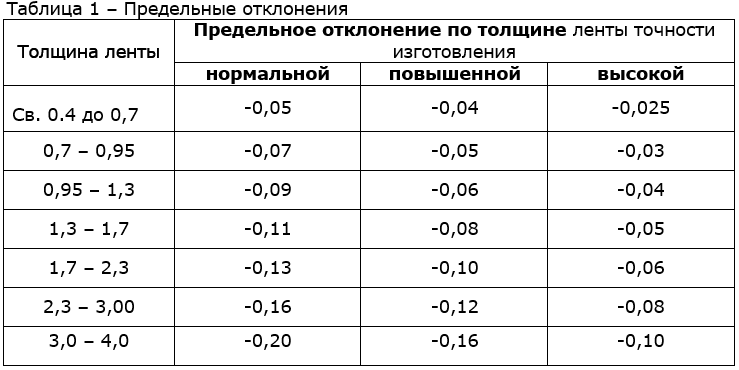 Таблица 1 – Предельные отклонения
Толщина ленты
Предельное отклонение по толщине ленты точности
изготовления
нормальной повышенной высокой
Св. 0.4 до 0,7 -0,05 -0,04 -0,025
0,7 – 0,95 -0,07 -0,05 -0,03
0,95 – 1,3 -0,09 -0,06 -0,04
1,3 – 1,7 -0,11 -0,08 -0,05
1,7 – 2,3 -0,13 -0,10 -0,06
2,3 – 3,00 -0,16 -0,12 -0,08
3,0 – 4,0 -0,20 -0,16 -0,10